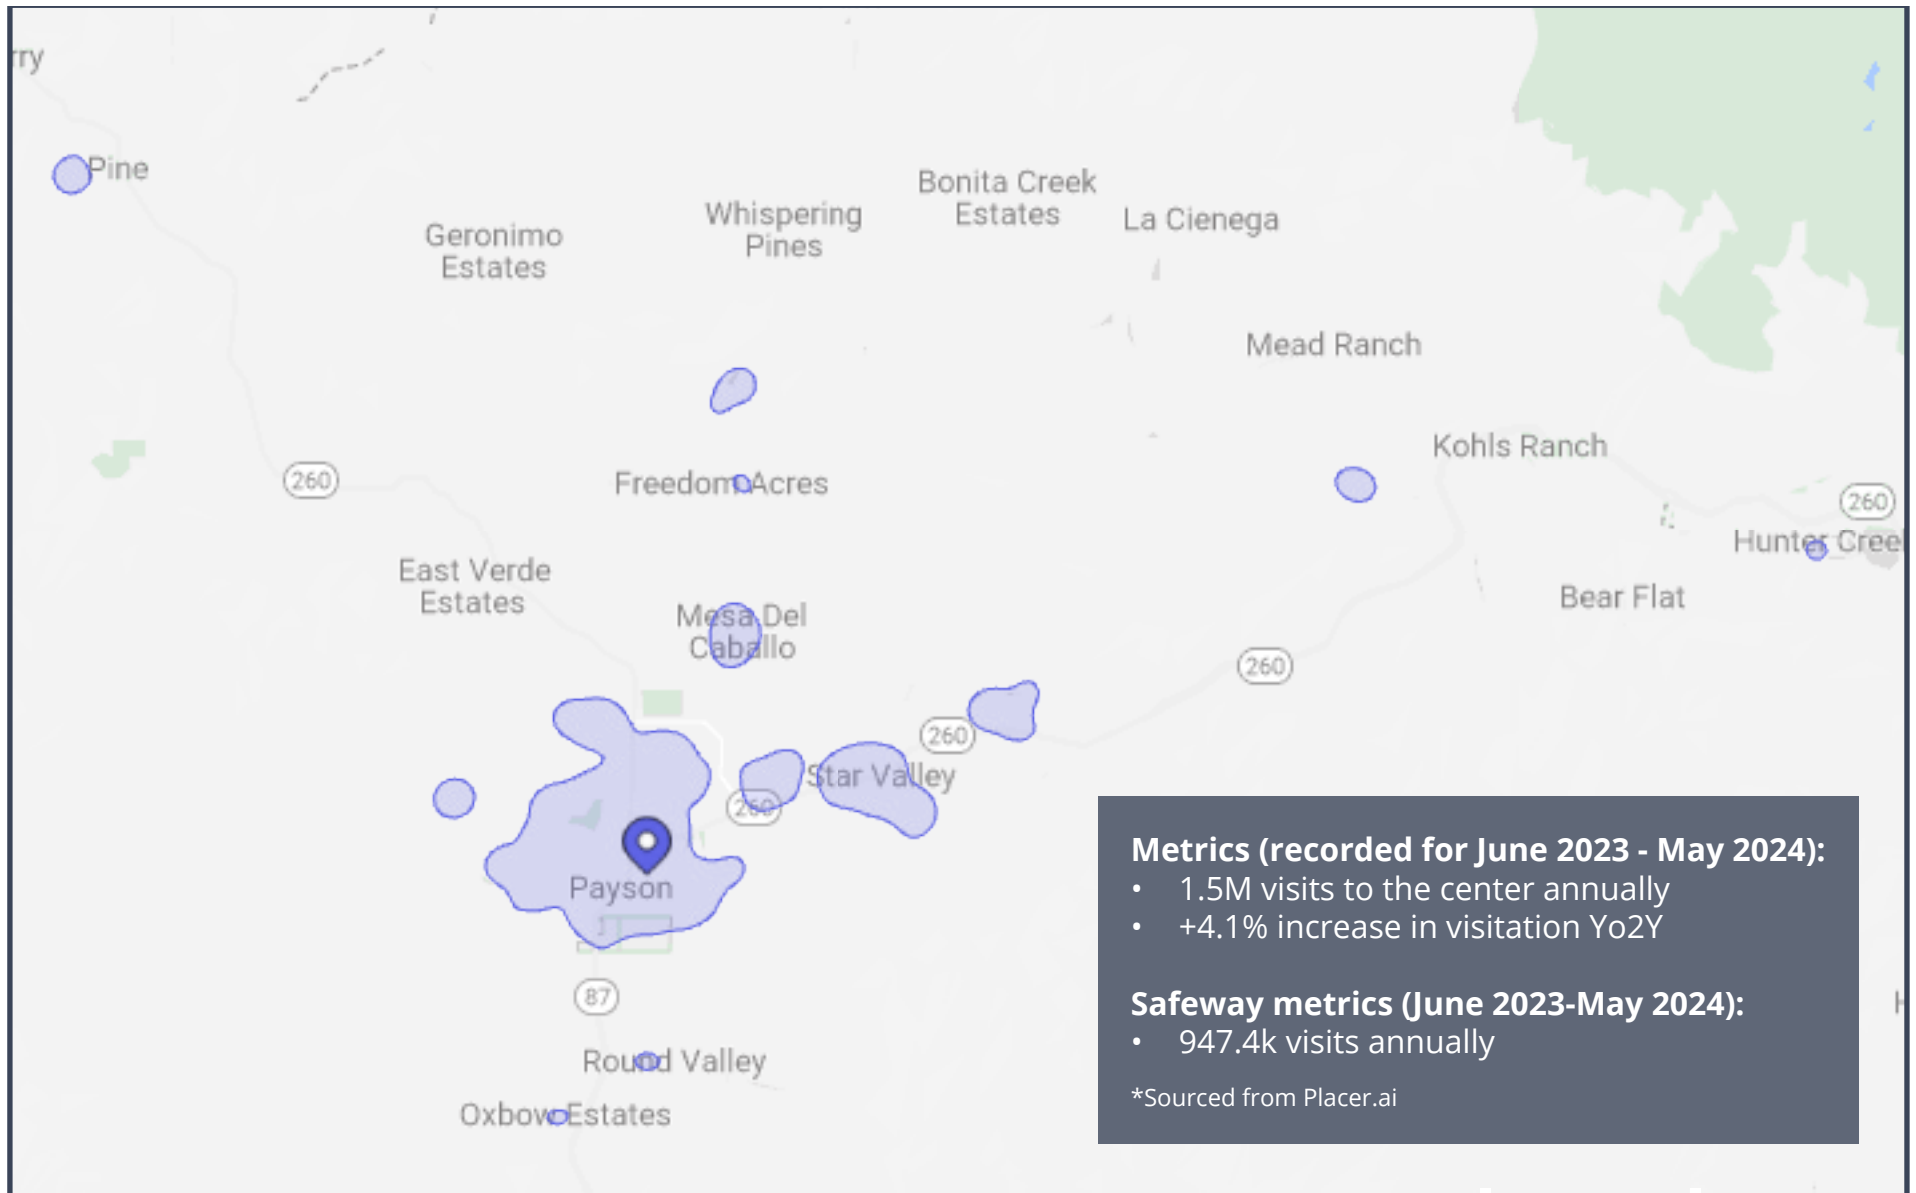 rry
Pine
Bonita Creek
Estates
Whispering
Pines
La Cienega
Geronimo
Estates
Mead Ranch
Kohls Ranch
Freedom Acres
260
260
Hunter Cree
East Verde
Estates
Bear Flat
Mesa Del
Caballo
260
260
Star Valley
260
Payson
87
Round Valley
Oxbow Estates
Metrics (recorded for June 2023 - May 2024):
• 1.5M visits to the center annually
• +4.1% increase in visitation Yo2Y
Safeway metrics (June 2023-May 2024):
• 947.4k visits annually
*Sourced from Placer.ai